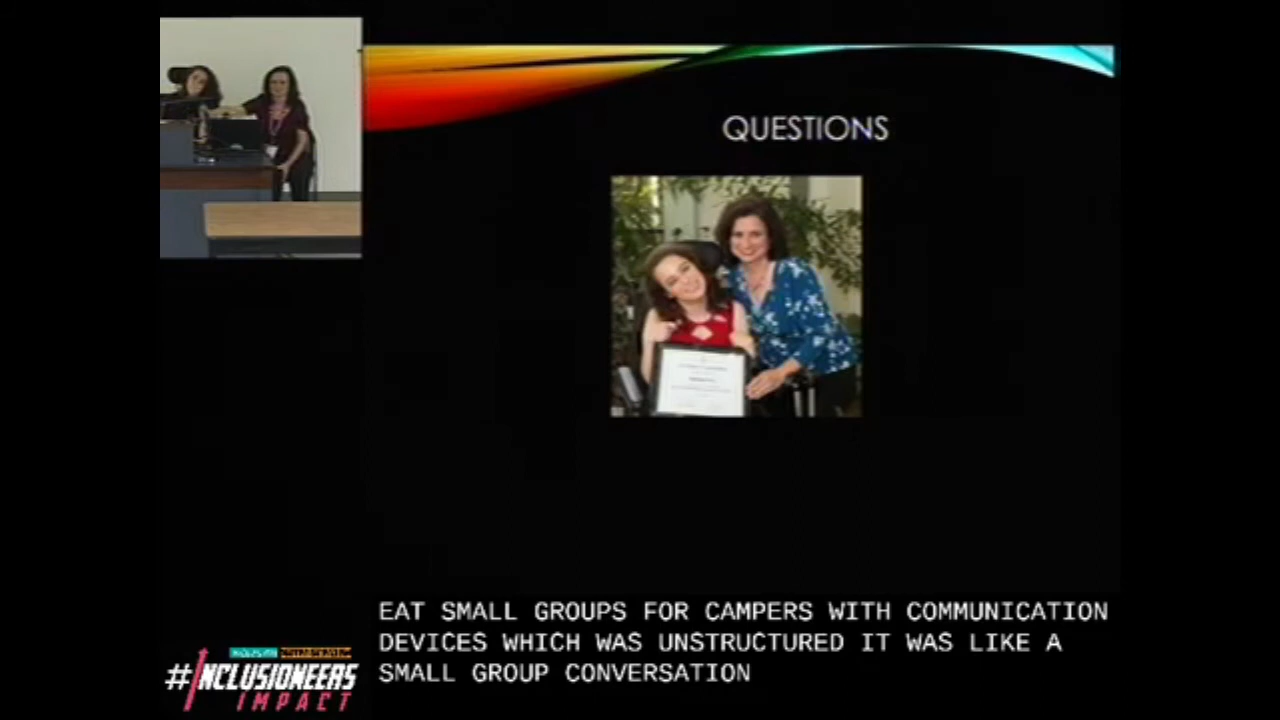 QUESTIONS
EAT SMALL GROUPS FOR CAMPERS WITH COMMUNICATION
DEVICES WHICH WAS UNSTRUCTURED IT WAS LIKE A
SMALL GROUP CONVERSATION
#INCLUSIONEERS
IMPACT